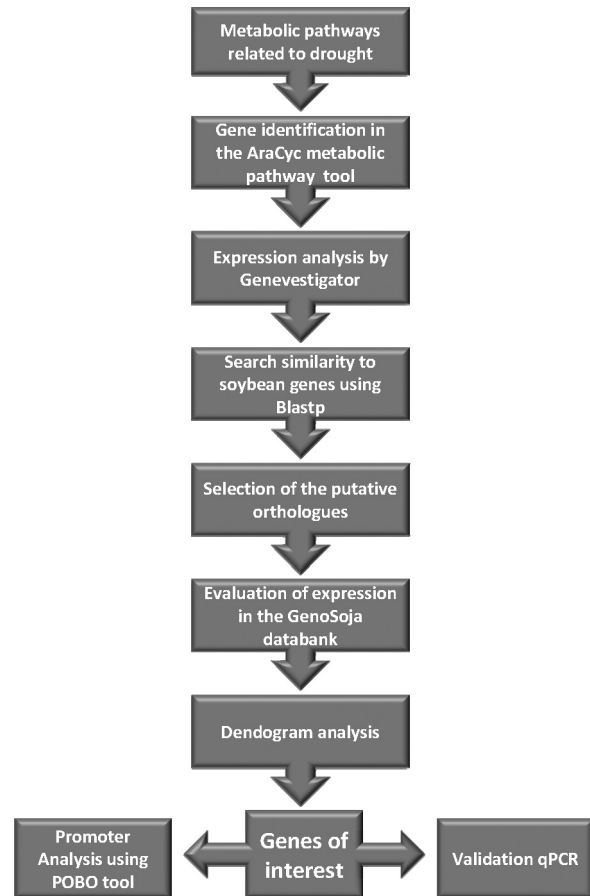 Metabolic pathways
related to drought
Gene identification in
the AraCyc metabolic
pathway tool
Expression analysis by
Genevestigator
Search similarity to
soybean genes using
Blastp
Selection of the putative
orthologues
Evaluation of expression
in the GenoSoja
databank
Dendogram analysis
Promoter
Analysis using
POBO tool
Genes of
interest
Validation qPCR